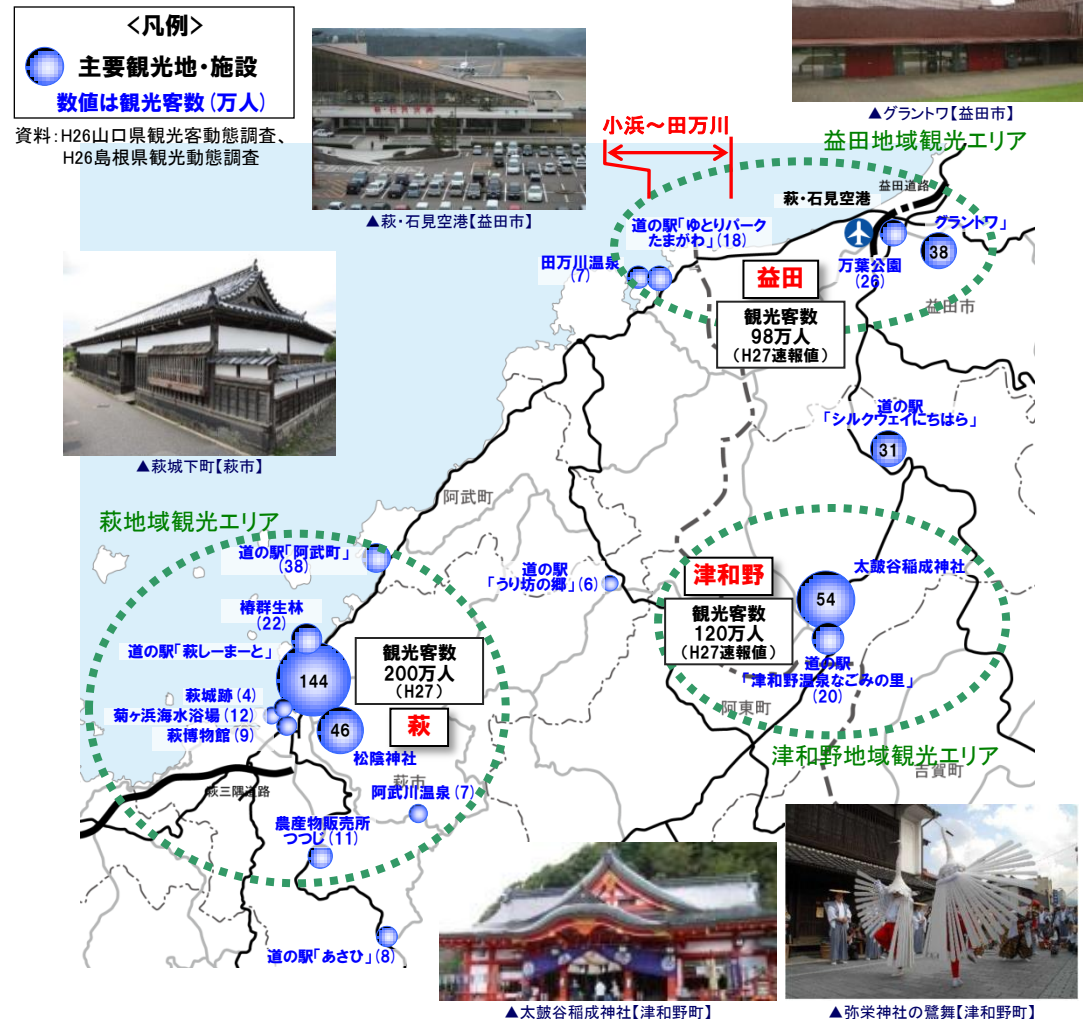 <凡例>
主要観光地・施設
数値は観光客数(万人)
資料:H26山口県観光客動態調査、
H26島根県観光動態調査
▲萩・石見空港【益田市】
▲グラントワ【益田市】
小浜～田万川
益田地域観光エリア
益田道路
萩・石見空港
道の駅「ゆとりパーク
たまがわ」(18)
グラントワ」
38
田万川温泉
(7)
万葉公園
(26)
益田
益田市
観光客数
98万人
(H27速報値)
▲萩城下町【萩市】
道の駅
「シルクウェイにちはら」
31
阿武町
萩地域観光エリア
道の駅「阿武町」
(38)
道の駅
「うり坊の郷」(6)
津和野
太皷谷稲成神社
54
観光客数
120万人
(H27速報値)
道の駅
「津和野温泉なごみの里」
(20)
椿群生林
(22)
道の駅「萩しーまーと」
144
観光客数
200万人
(H27)
萩
萩城跡(4)
菊ヶ浜海水浴場(12)
萩博物館(9)
46
松陰神社
阿東町
津和野地域観光エリア
吉賀町
萩市
萩三隅道路
阿武川温泉(7)
農産物販売所
つつじ(11)
道の駅「あさひ」(8)
▲太皷谷稲成神社【津和野町】
▲弥栄神社の鷺舞【津和野町】